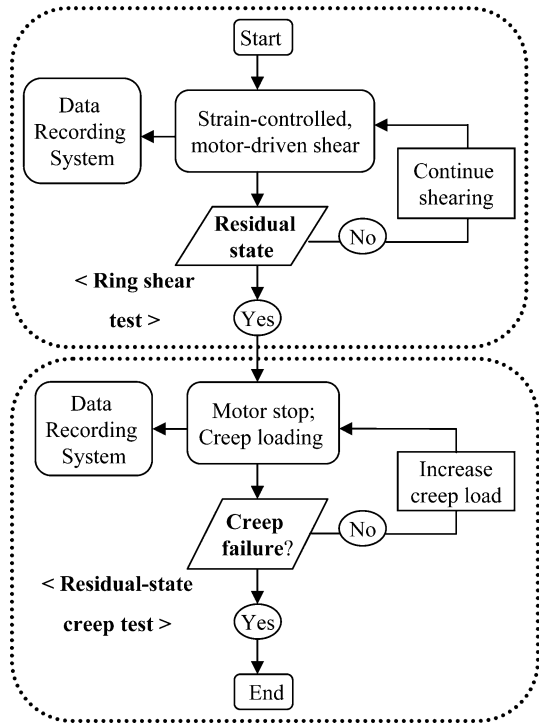 Start
Data
Recording
System
Strain-controlled,
motor-driven shear
Continue
shearing
Residual
state
No
< Ring shear
test >
Yes
Data
Recording
System
Motor stop;
Creep loading
Increase
creep load
Creep
failure?
No
< Residual-state
creep test >
Yes
End